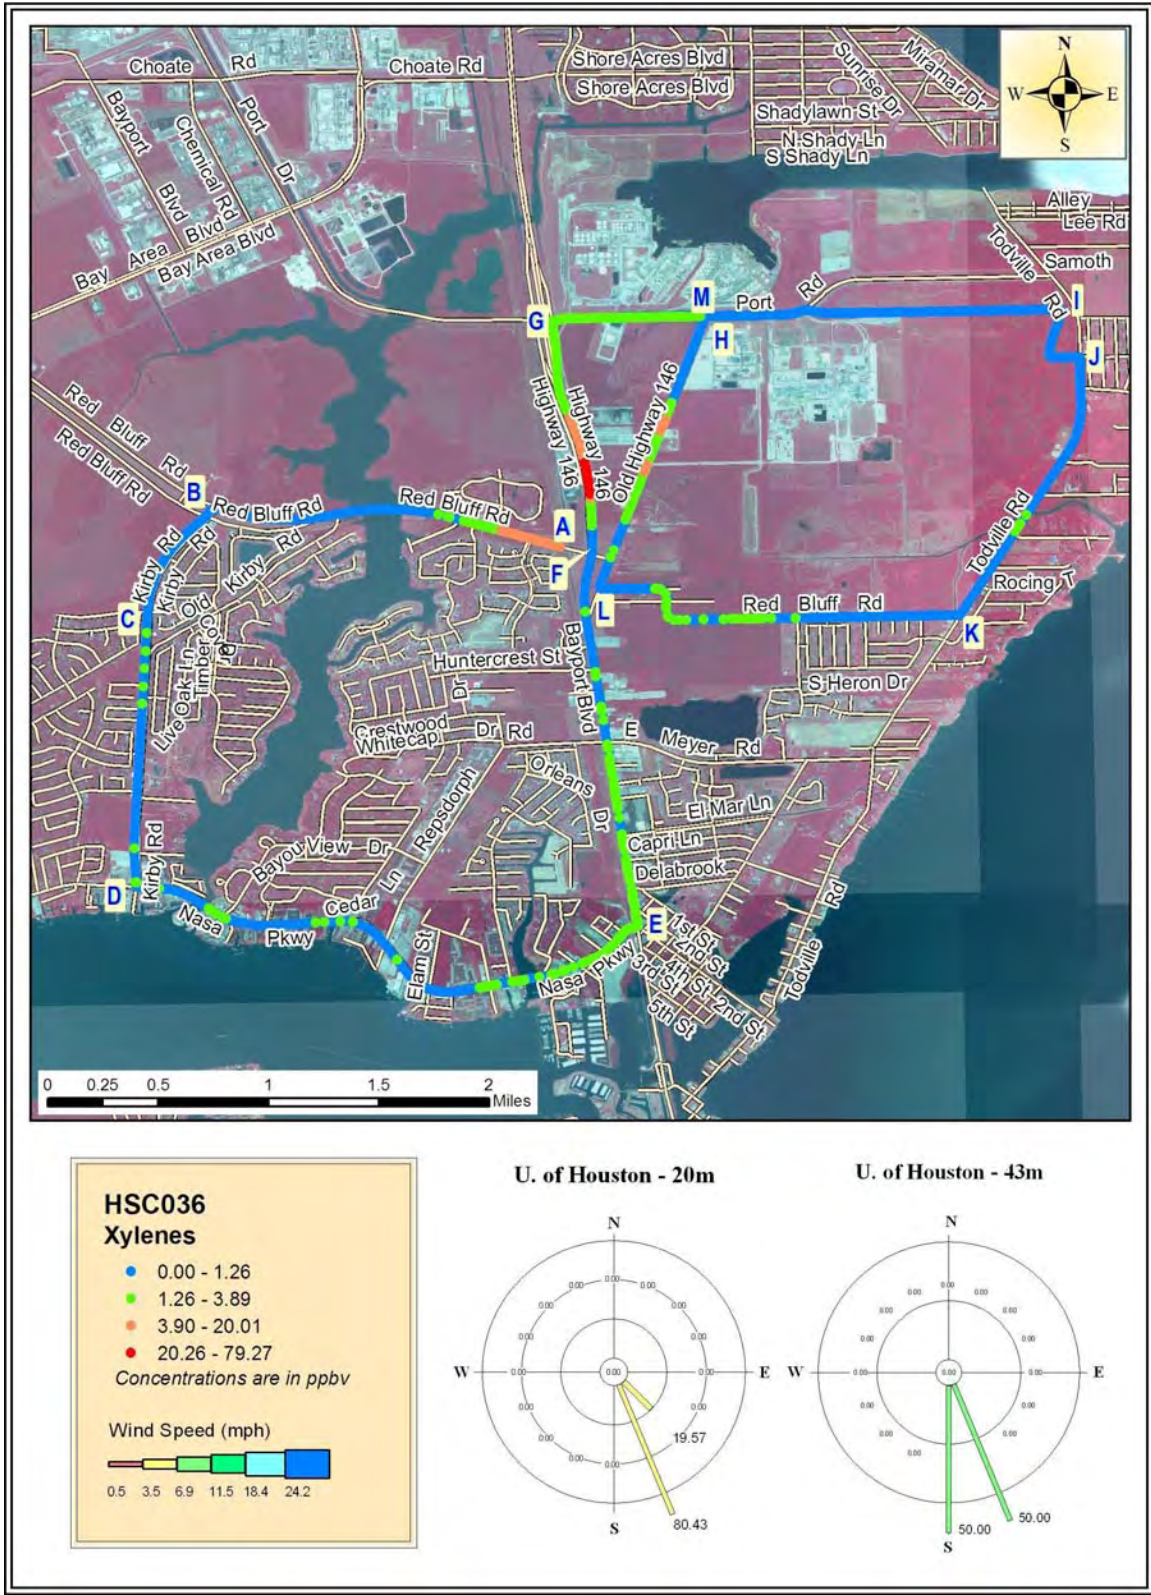 N
W E
S
Choate Rd
Choate Rd
Shore Acres Blvd
Shore Acres Blvd
Sunrise Dr
Miramar Dr
Shadylawn St
N Shady Ln
S Shady Ln
Bayport Blvd
Chemical Rd
Port Dr
Bay Area Blvd
Bay Area Blvd
Alley
Lee Rd
Todville Rd
Samoth
I
M
Port Rd
G
H
J
Highway 146
Highway 146
Old Highway 146
Red Bluff Rd
Red Bluff Rd
B
Red Bluff Rd
Red Bluff Rd
A
F
Kirby Rd
Kirby Rd
Old Kirby Rd
C
L
Red Bluff Rd
K
Todville Rd
Rocing T
Live Oak Ln
Timber
Huntercrest St
Bayport Blvd
S Heron Dr
Crestwood Dr
Whitecap Dr
Rd
E Meyer Rd
Orleans Dr
El Mar Ln
Repsdorph
Capri Ln
Delabrook
Bayou View Dr
Kirby Rd
D
Nasa Pkwy
Cedar Ln
Elam St
Nasa Pkwy
E
1st St
2nd St
4th St
3rd St
2nd St
5th St
Todville Rd
0 0.25 0.5 1 1.5 2
Miles
HSC036
Xylenes
0.00 - 1.26
1.26 - 3.89
3.90 - 20.01
20.26 - 79.27
Concentrations are in ppbv
Wind Speed (mph)
0.5 3.5 6.9 11.5 18.4 24.2
U. of Houston - 20m
N
W E
S
0.00
19.57
80.43
U. of Houston - 43m
N
W E
S
0.00
50.00
50.00